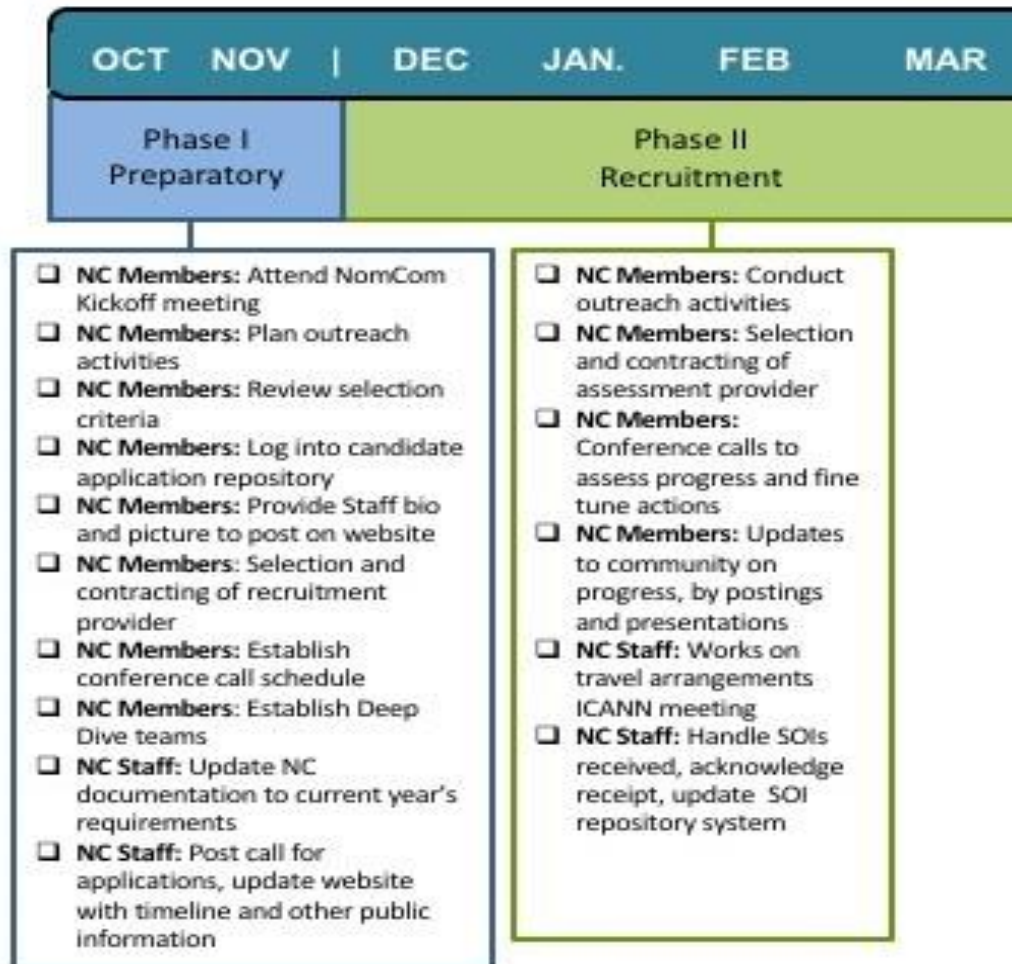 OCT NOV | DEC JAN. FEB MAR
Phase I
Preparatory
Phase II
Recruitment
❑ NC Members: Attend NomCom
Kickoff meeting
❑ NC Members: Plan outreach
activities
❑ NC Members: Review selection
criteria
❑ NC Members: Log into candidate
application repository
❑ NC Members: Provide Staff bio
and picture to post on website
❑ NC Members: Selection and
contracting of recruitment
provider
❑ NC Members: Establish
conference call schedule
❑ NC Members: Establish Deep
Dive teams
❑ NC Staff: Update NC
documentation to current year's
requirements
❑ NC Staff: Post call for
applications, update website
with timeline and other public
information
❑ NC Members: Conduct
outreach activities
❑ NC Members: Selection
and contracting of
assessment provider
❑ NC Members:
Conference calls to
assess progress and fine
tune actions
❑ NC Members: Updates
to community on
progress, by postings
and presentations
❑ NC Staff: Works on
travel arrangements
ICANN meeting
❑ NC Staff: Handle SOIs
received, acknowledge
receipt, update SOI
repository system